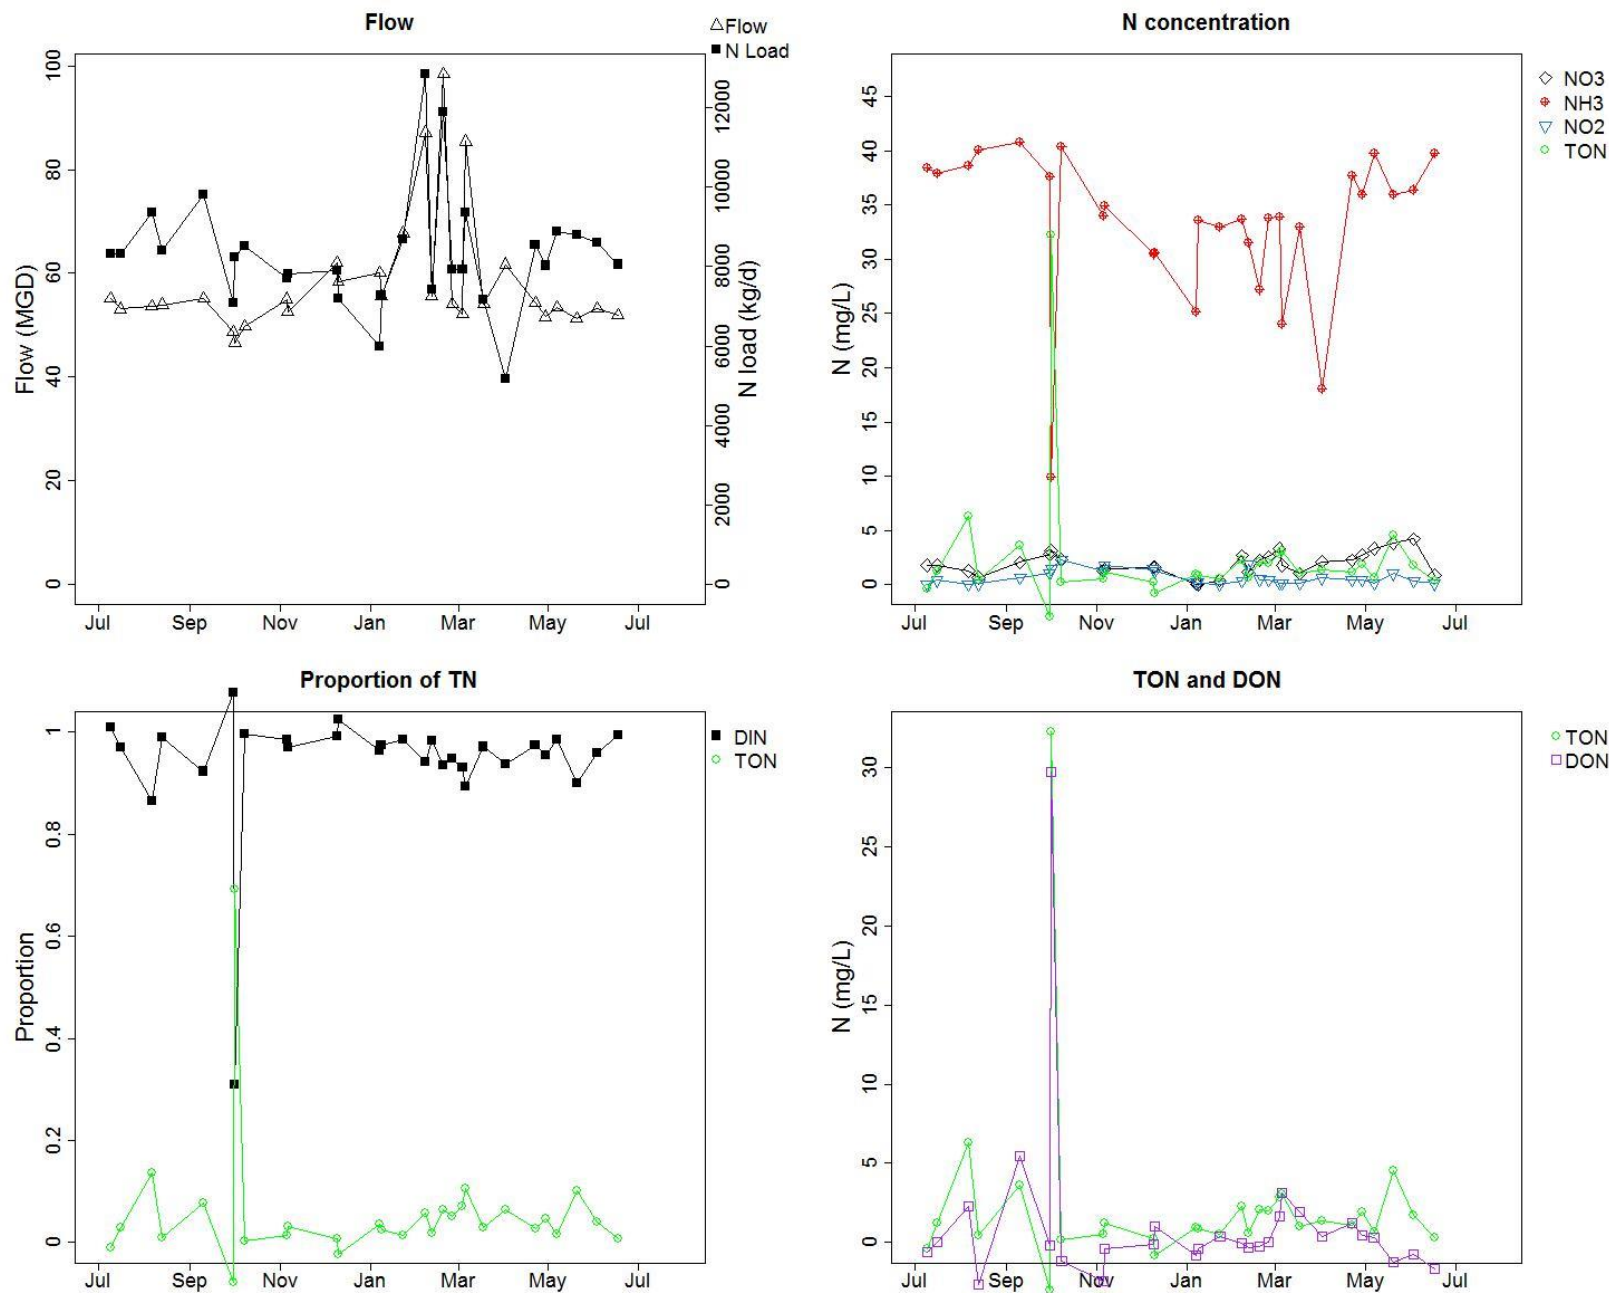 Flow
Flow
N Load
Flow (MGD)
0
20
40
60
80
100
N load (kg/d)
0
2000
4000
6000
8000
10000
12000
Jul Sep Nov Jan Mar May Jul
N concentration
NO3
NH3
NO2
TON
N (mg/L)
0
5
10
15
20
25
30
35
40
45
Jul Sep Nov Jan Mar May Jul
Proportion of TN
DIN
TON
Proportion
0
0.2
0.4
0.6
0.8
1
Jul Sep Nov Jan Mar May Jul
TON and DON
TON
DON
N (mg/L)
0
5
10
15
20
25
30
Jul Sep Nov Jan Mar May Jul